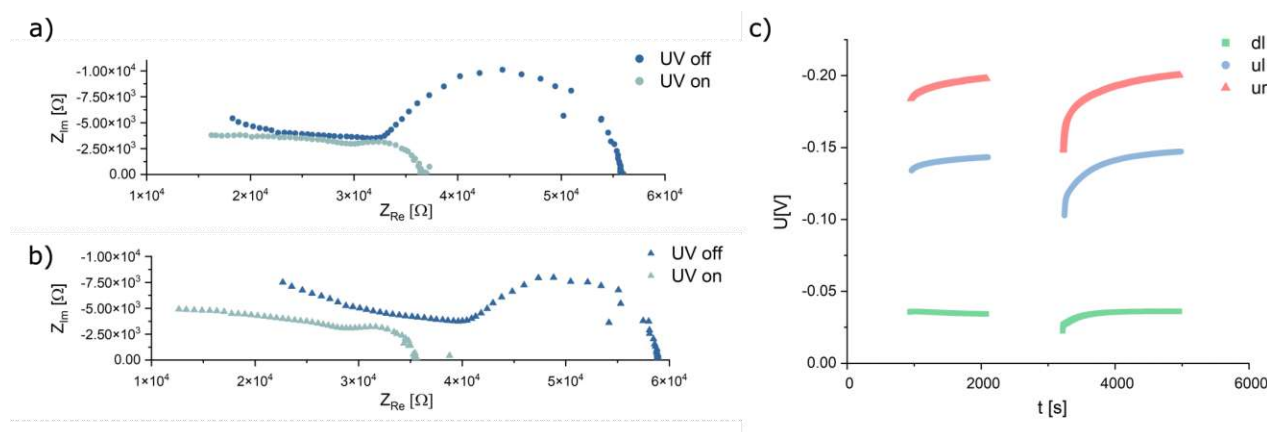 a)
UV off
UV on
-1.00×10⁴
-7.50×10³
-5.00×10³
-2.50×10³
0.00
Z_Im [Ω]
1×10⁴ 2×10⁴ 3×10⁴ 4×10⁴ 5×10⁴ 6×10⁴
Z_Re [Ω]
b)
UV off
UV on
-1.00×10⁴
-7.50×10³
-5.00×10³
-2.50×10³
0.00
Z_Im [Ω]
1×10⁴ 2×10⁴ 3×10⁴ 4×10⁴ 5×10⁴ 6×10⁴
Z_Re [Ω]
c)
dl
ul
ur
-0.20
-0.15
-0.10
-0.05
0.00
U[V]
0 2000 4000 6000
t [s]